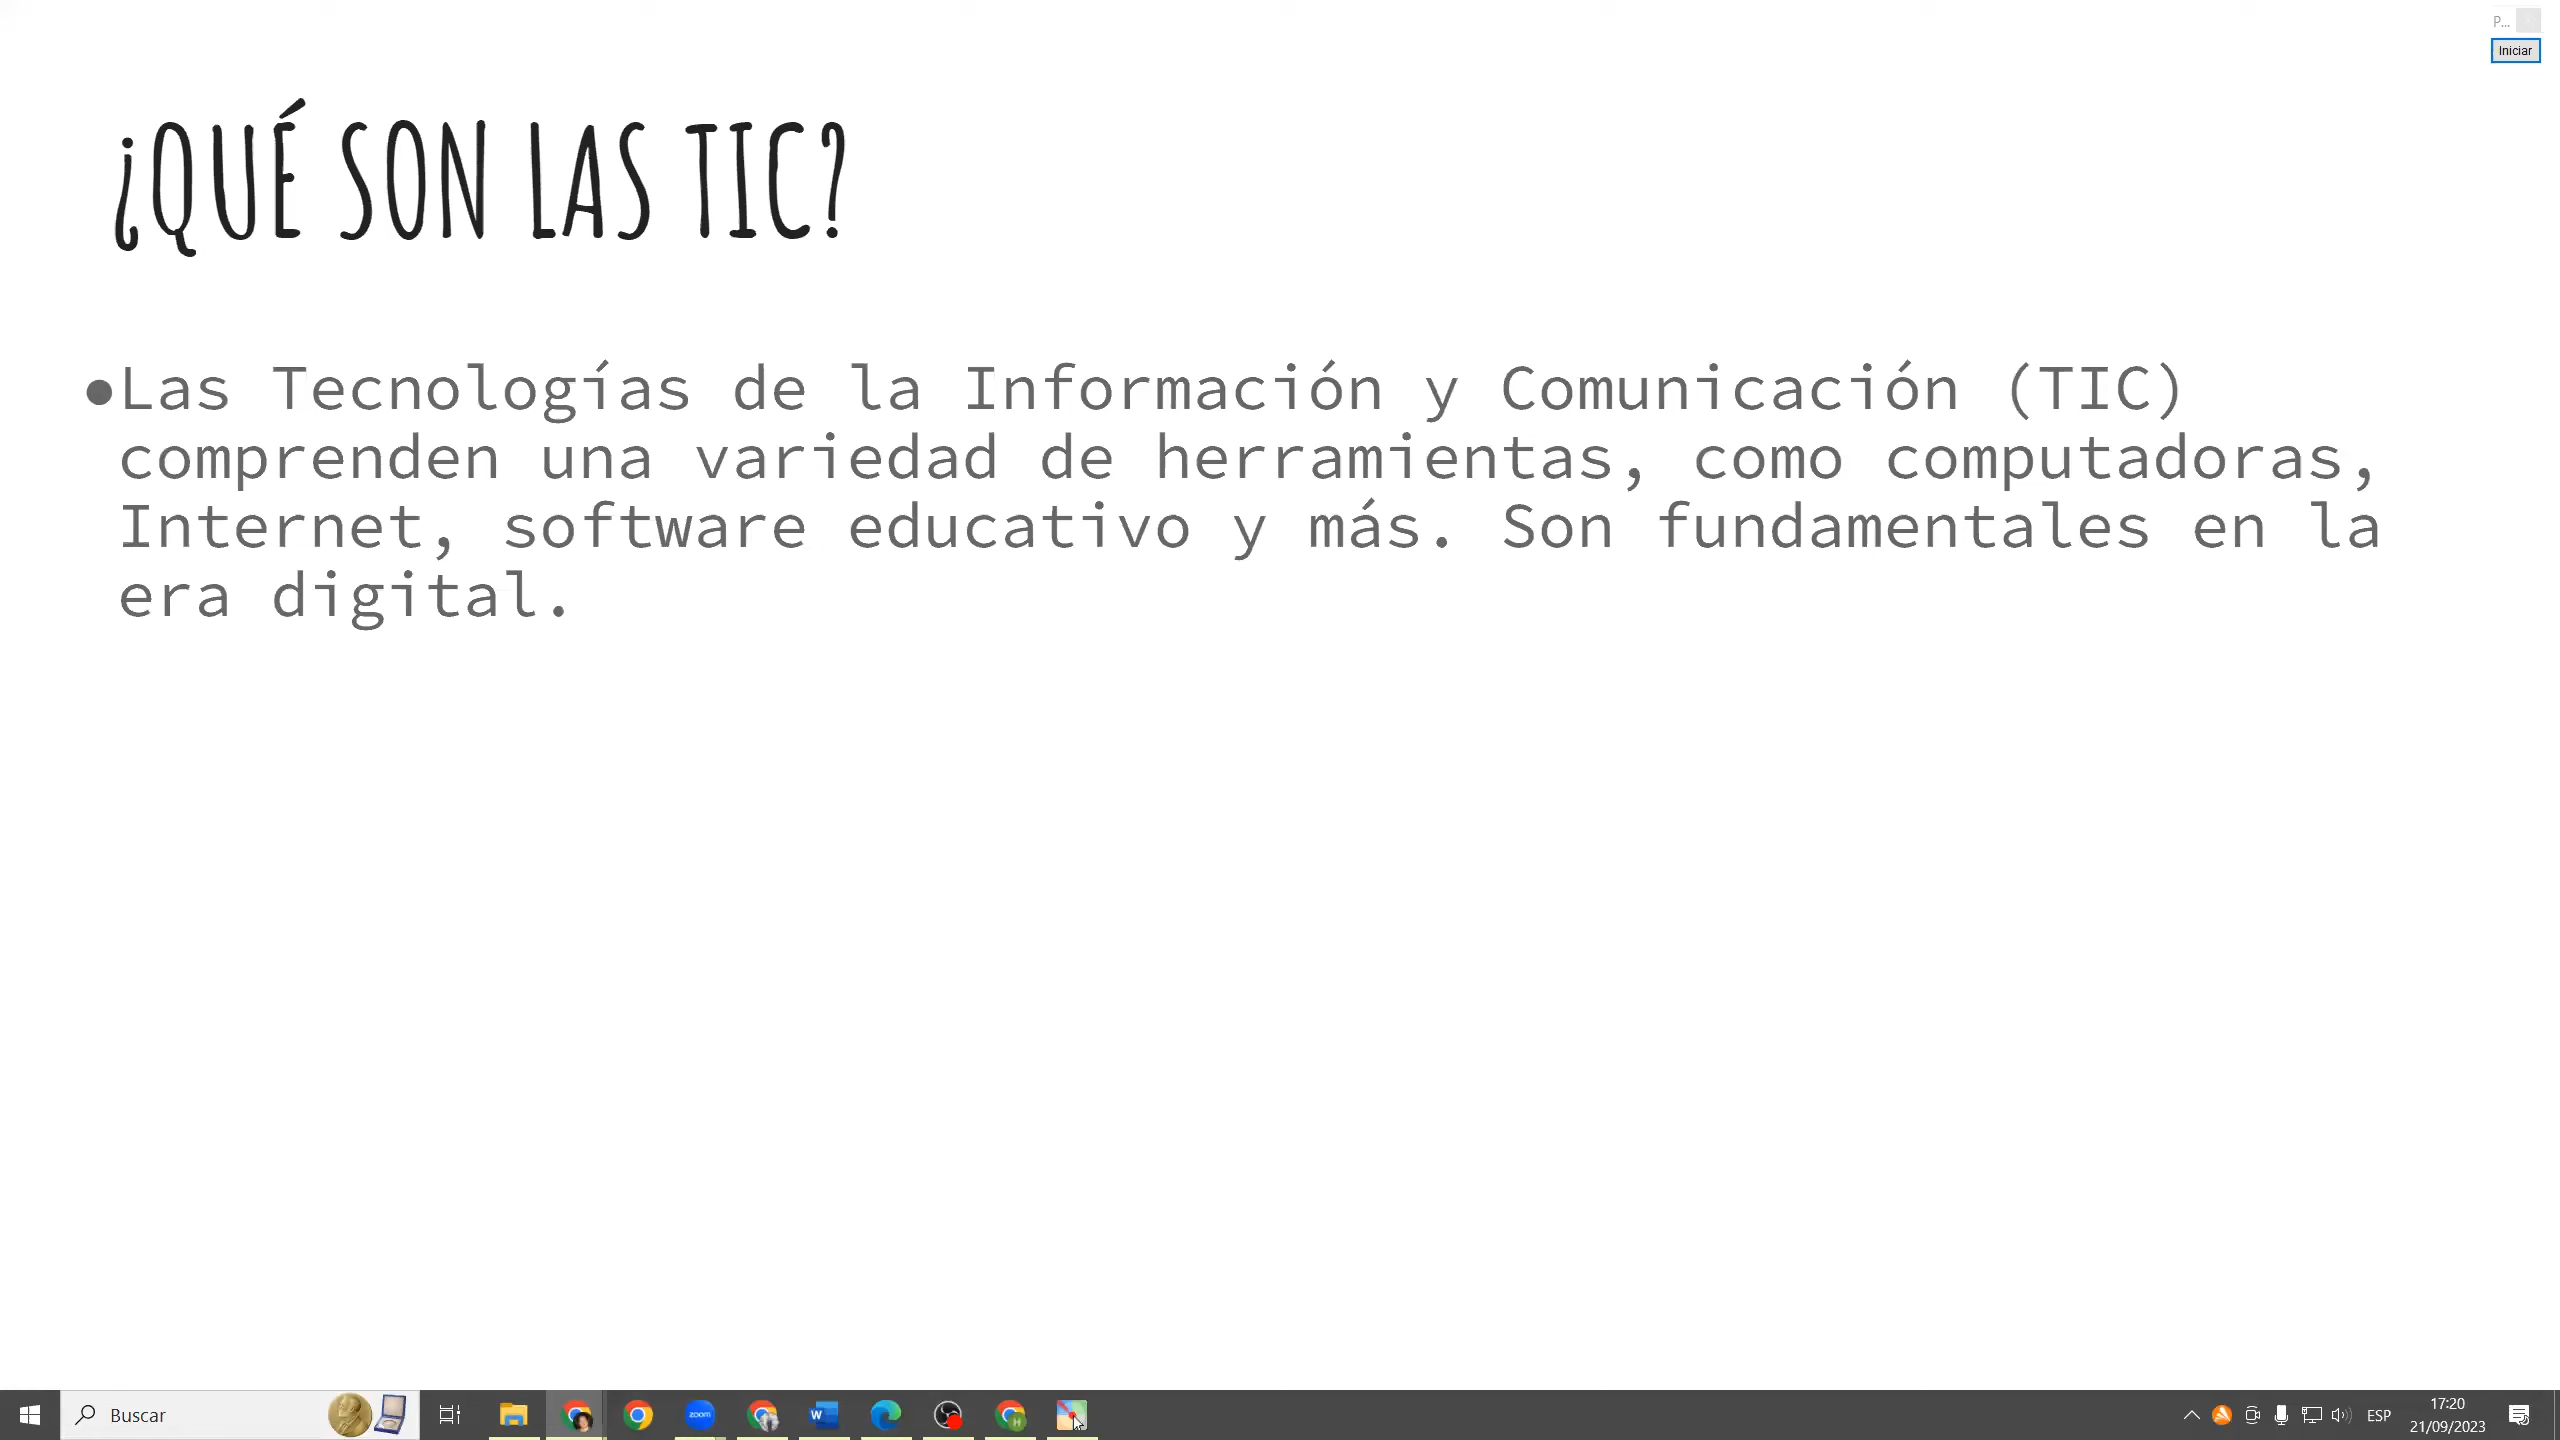 P...
Iniciar
¿QUÉ SON LAS TIC?
●Las Tecnologías de la Información y Comunicación (TIC)
comprenden una variedad de herramientas, como computadoras,
Internet, software educativo y más. Son fundamentales en la
era digital.
Buscar
zoom
W
H
ESP
17:20
21/09/2023